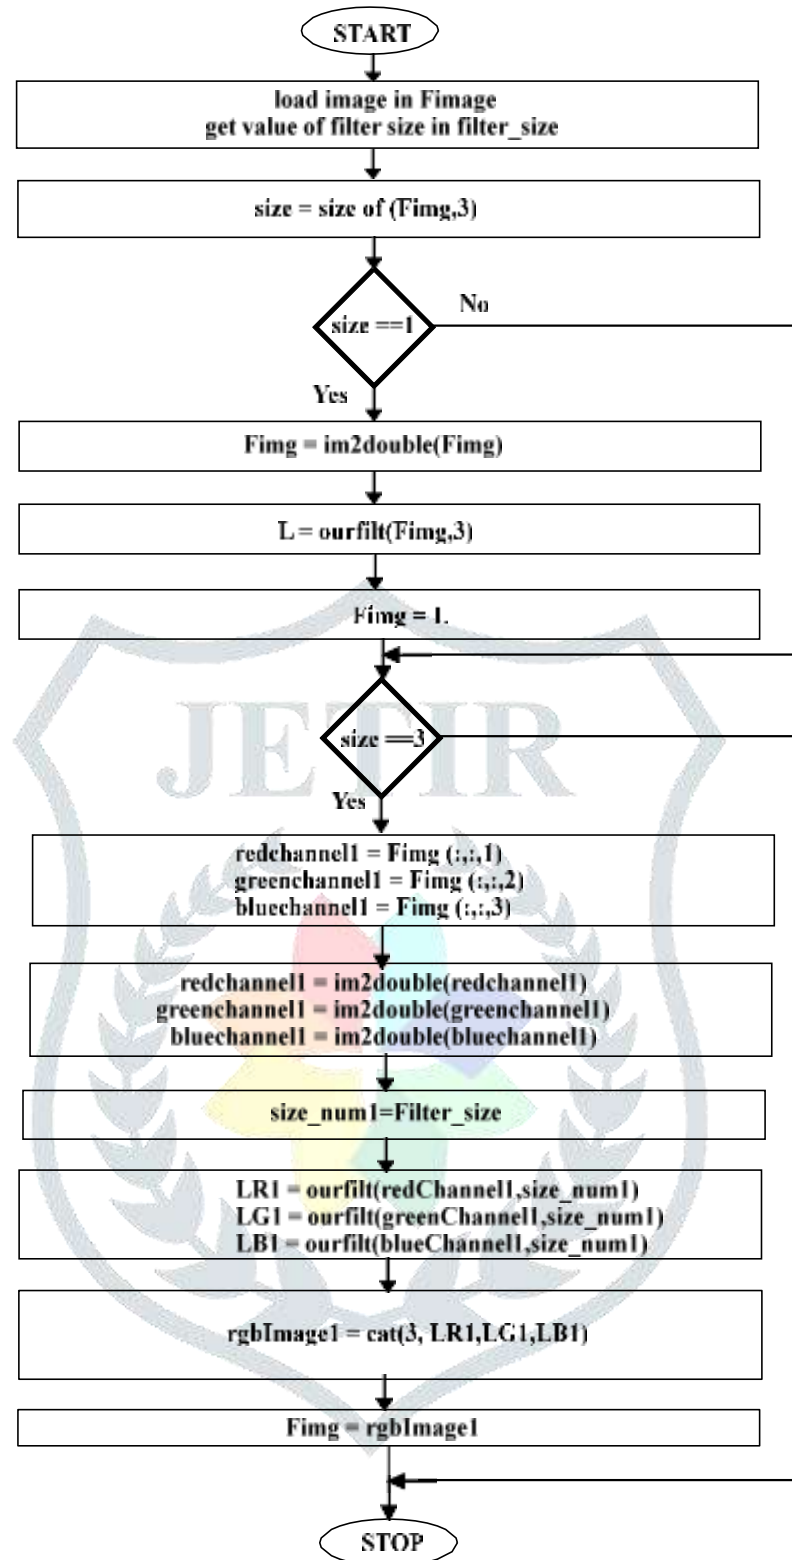 START
load image in Fimage
get value of filter size in filter_size
size = size of (Fimg,3)
size ==1
No
Yes
Fimg = im2double(Fimg)
L = ourfilt(Fimg,3)
Fimg = L
JETIR
size ==3
Yes
redchannel1 = Fimg (:,:,1)
greenchannel1 = Fimg (:,:,2)
bluechannel1 = Fimg (:,:,3)
redchannel1 = im2double(redchannel1)
greenchannel1 = im2double(greenchannel1)
bluechannel1 = im2double(bluechannel1)
size_num1=Filter_size
LR1 = ourfilt(redChannel1,size_num1)
LG1 = ourfilt(greenChannel1,size_num1)
LB1 = ourfilt(blueChannel1,size_num1)
rgbImage1 = cat(3, LR1,LG1,LB1)
Fimg = rgbImage1
STOP